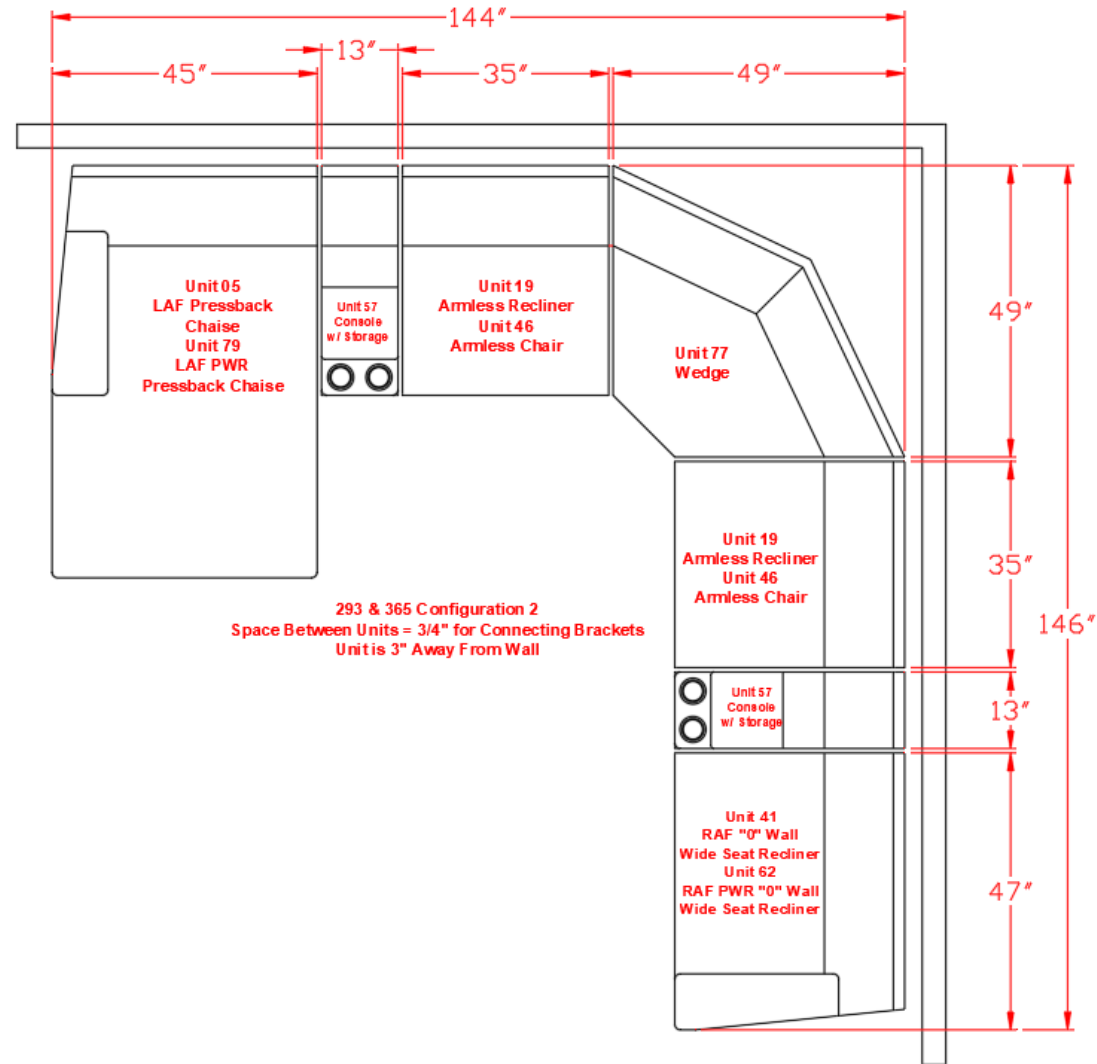 144"
13"
45"
35"
49"
Unit 05
LAF Pressback
Chaise
Unit 79
LAF PWR
Pressback Chaise
Unit 57
Console
w/ Storage
Unit 19
Armless Recliner
Unit 46
Armless Chair
Unit 77
Wedge
49"
Unit 19
Armless Recliner
Unit 46
Armless Chair
35"
293 & 365 Configuration 2
Space Between Units = 3/4" for Connecting Brackets
Unit is 3" Away From Wall
146"
Unit 57
Console
w/ Storage
13"
Unit 41
RAF "0" Wall
Wide Seat Recliner
Unit 62
RAF PWR "0" Wall
Wide Seat Recliner
47"